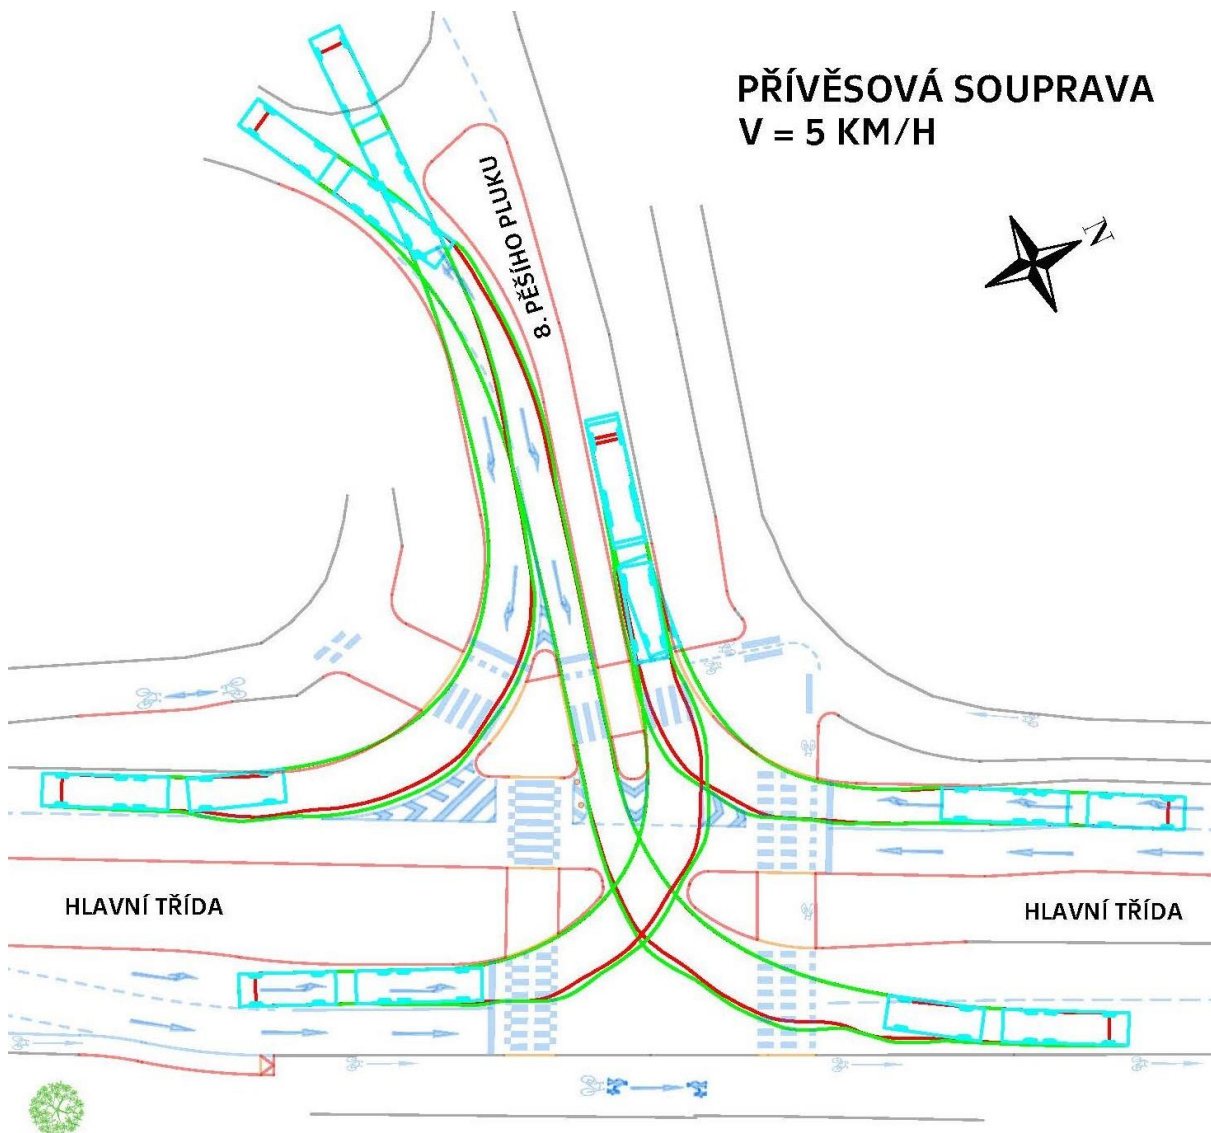 PŘÍVĚSOVÁ SOUPRAVA
V = 5 KM/H
N
8. PĚŠÍHO PLUKU
HLAVNÍ TŘÍDA
HLAVNÍ TŘÍDA